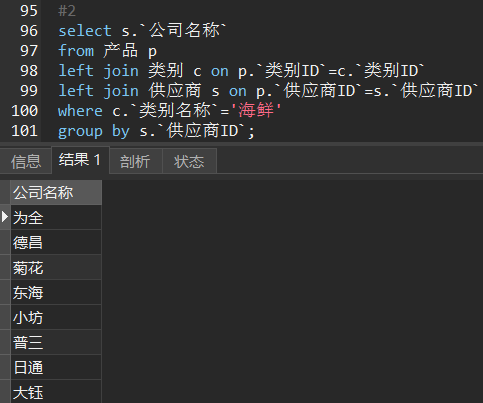 95 #2
96 select s.`公司名称`
97 from 产品 p
98 left join 类别 c on p.`类别ID`=c.`类别ID`
99 left join 供应商 s on p.`供应商ID`=s.`供应商ID`
100 where c.`类别名称`='海鲜'
101 group by s.`供应商ID`;
信息 结果 1 剖析 状态
公司名称
为全
德昌
菊花
东海
小坊
普三
日通
大钰